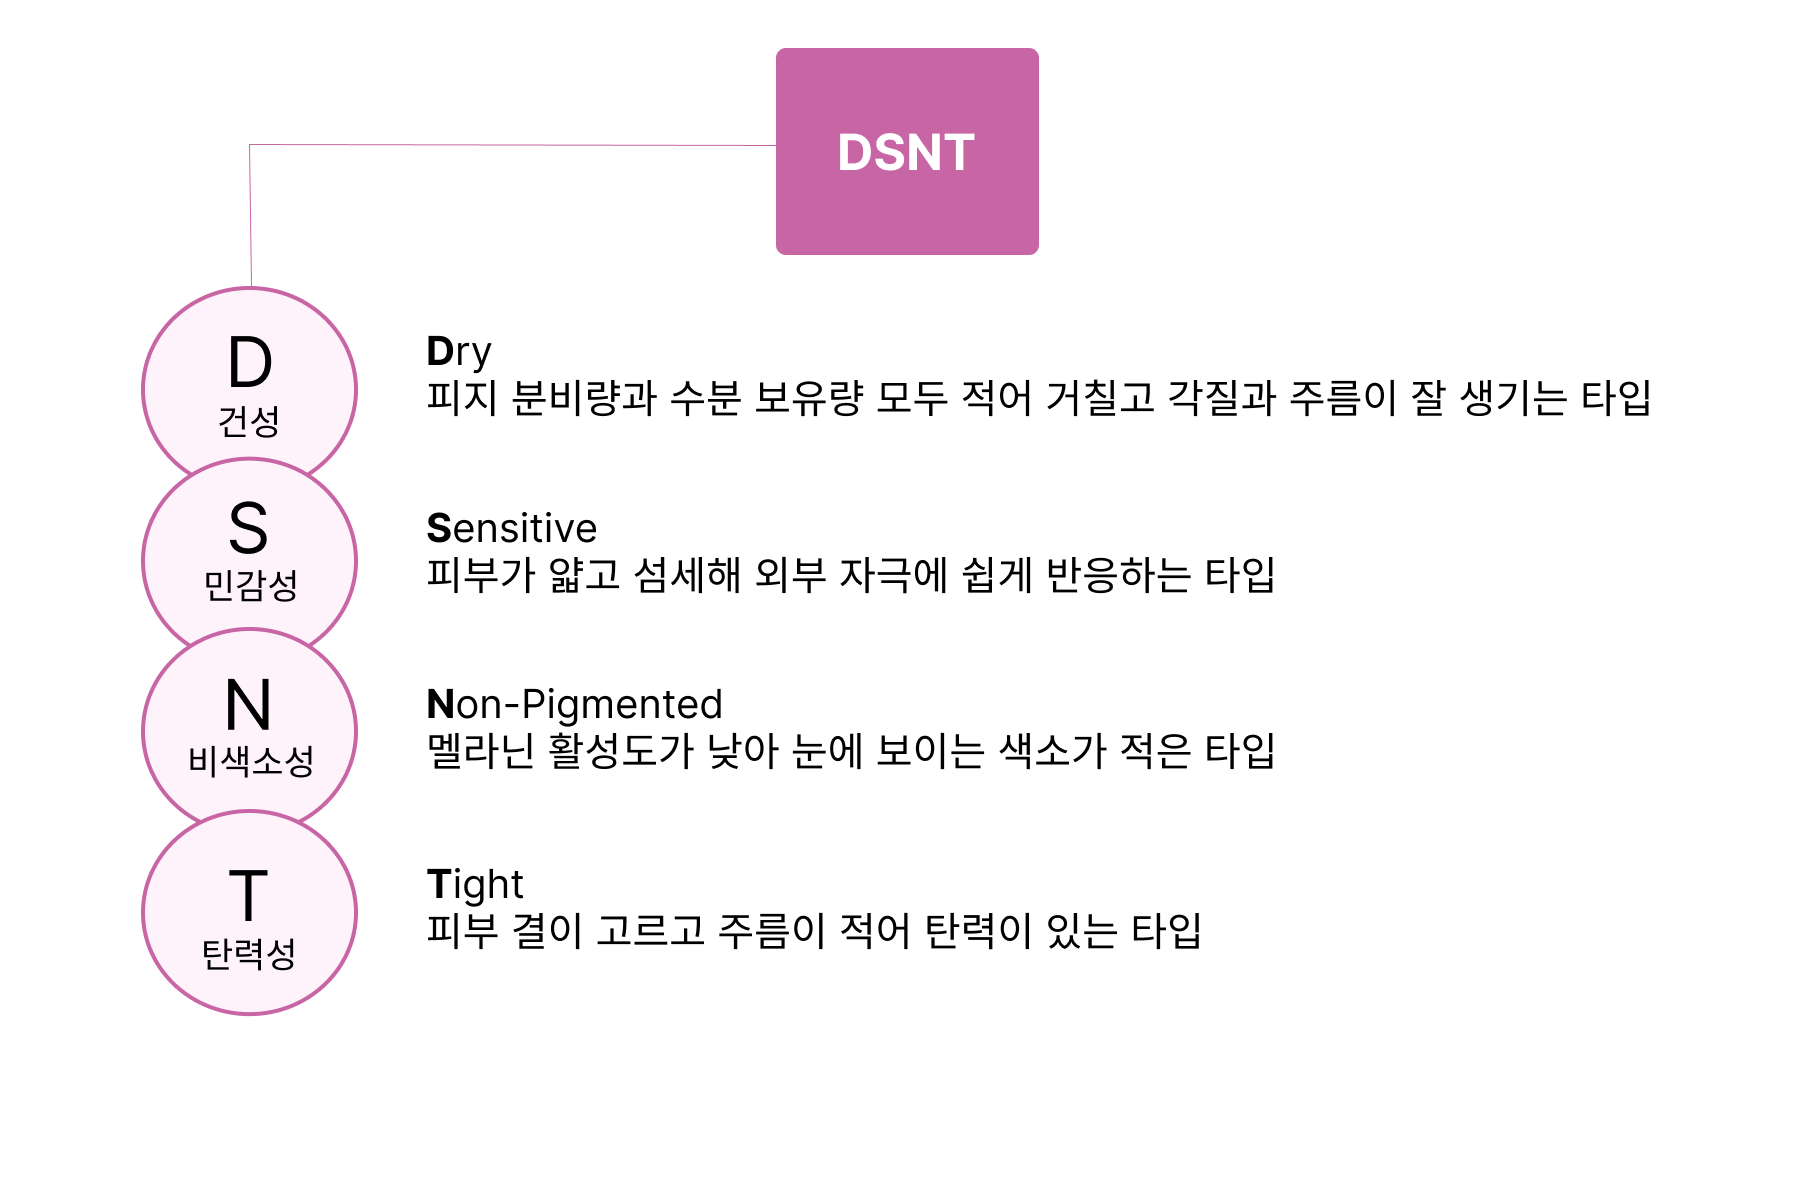 DSNT
D
건성
Dry
피지 분비량과 수분 보유량 모두 적어 거칠고 각질과 주름이 잘 생기는 타입
S
민감성
Sensitive
피부가 얇고 섬세해 외부 자극에 쉽게 반응하는 타입
N
비색소성
Non-Pigmented
멜라닌 활성도가 낮아 눈에 보이는 색소가 적은 타입
T
탄력성
Tight
피부 결이 고르고 주름이 적어 탄력이 있는 타입